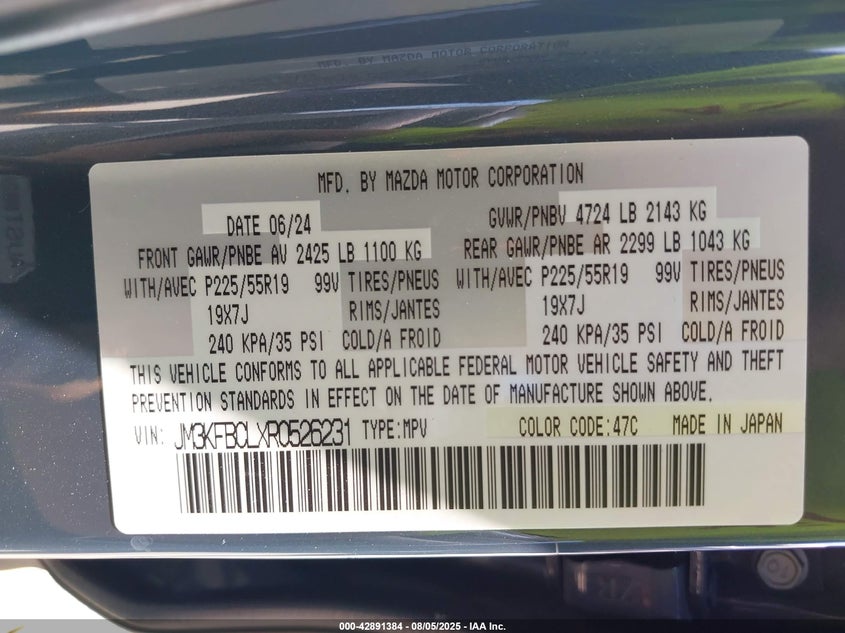 MFD. BY MAZDA MOTOR CORPORATION
DATE 06/24
GVWR/PNBV 4724 LB 2143 KG
FRONT GAWR/PNBE AV 2425 LB 1100 KG
REAR GAWR/PNBE AR 2299 LB 1043 KG
WITH/AVEC P225/55R19 99V TIRES/PNEUS
WITH/AVEC P225/55R19 99V TIRES/PNEUS
19X7J RIMS/JANTES
19X7J RIMS/JANTES
240 KPA/35 PSI COLD/A FROID
240 KPA/35 PSI COLD/A FROID
THIS VEHICLE CONFORMS TO ALL APPLICABLE FEDERAL MOTOR VEHICLE SAFETY AND THEFT
PREVENTION STANDARDS IN EFFECT ON THE DATE OF MANUFACTURE SHOWN ABOVE.
VIN: JM3KFBCLXR0526231 TYPE:MPV COLOR CODE:47C MADE IN JAPAN
000-42891384 - 08/05/2025 - IAA Inc.